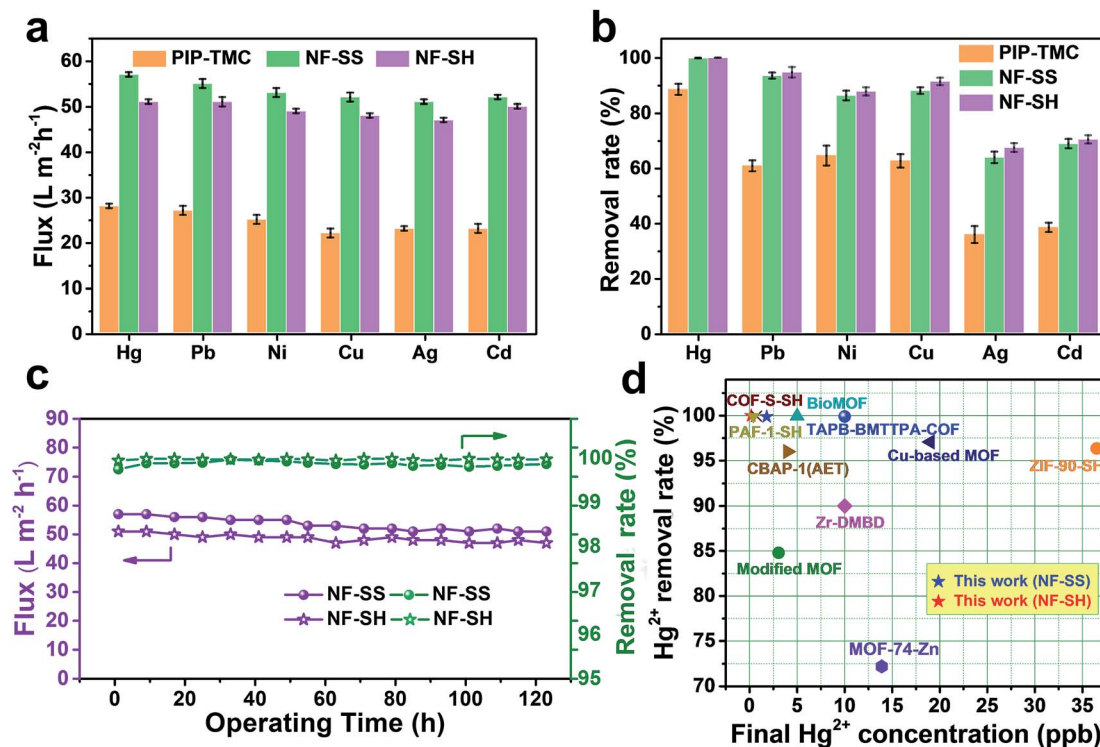 a
PIP-TMC NF-SS NF-SH
Flux (L m⁻²h⁻¹)
60
50
40
30
20
10
0
Hg Pb Ni Cu Ag Cd
b
PIP-TMC
NF-SS
NF-SH
Removal rate (%)
100
80
60
40
20
0
Hg Pb Ni Cu Ag Cd
c
Flux (L m⁻² h⁻¹)
90
80
70
60
50
40
30
20
10
0
NF-SS NF-SS
NF-SH NF-SH
100
99
98
97
96
95
Removal rate (%)
0 20 40 60 80 100 120
Operating Time (h)
d
Hg²⁺ removal rate (%)
100
95
90
85
80
75
70
COF-S-SH
BioMOF
PAF-1-SH
TAPB-BMTTPA-COF
CBAP-1(AET)
Cu-based MOF
ZIF-90-SH
Zr-DMBD
Modified MOF
This work (NF-SS)
This work (NF-SH)
MOF-74-Zn
0 5 10 15 20 25 30 35
Final Hg²⁺ concentration (ppb)